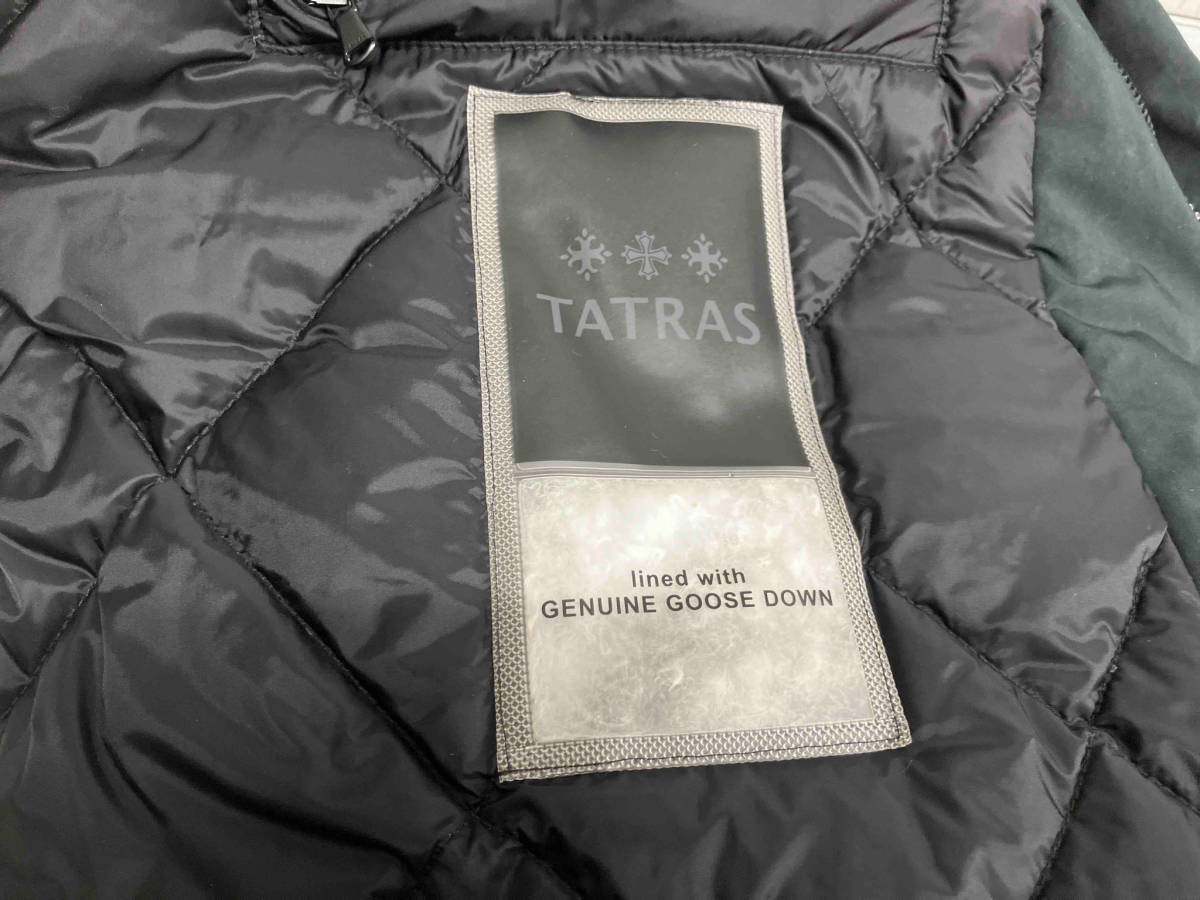 TATRAS
lined with
GENUINE GOOSE DOWN